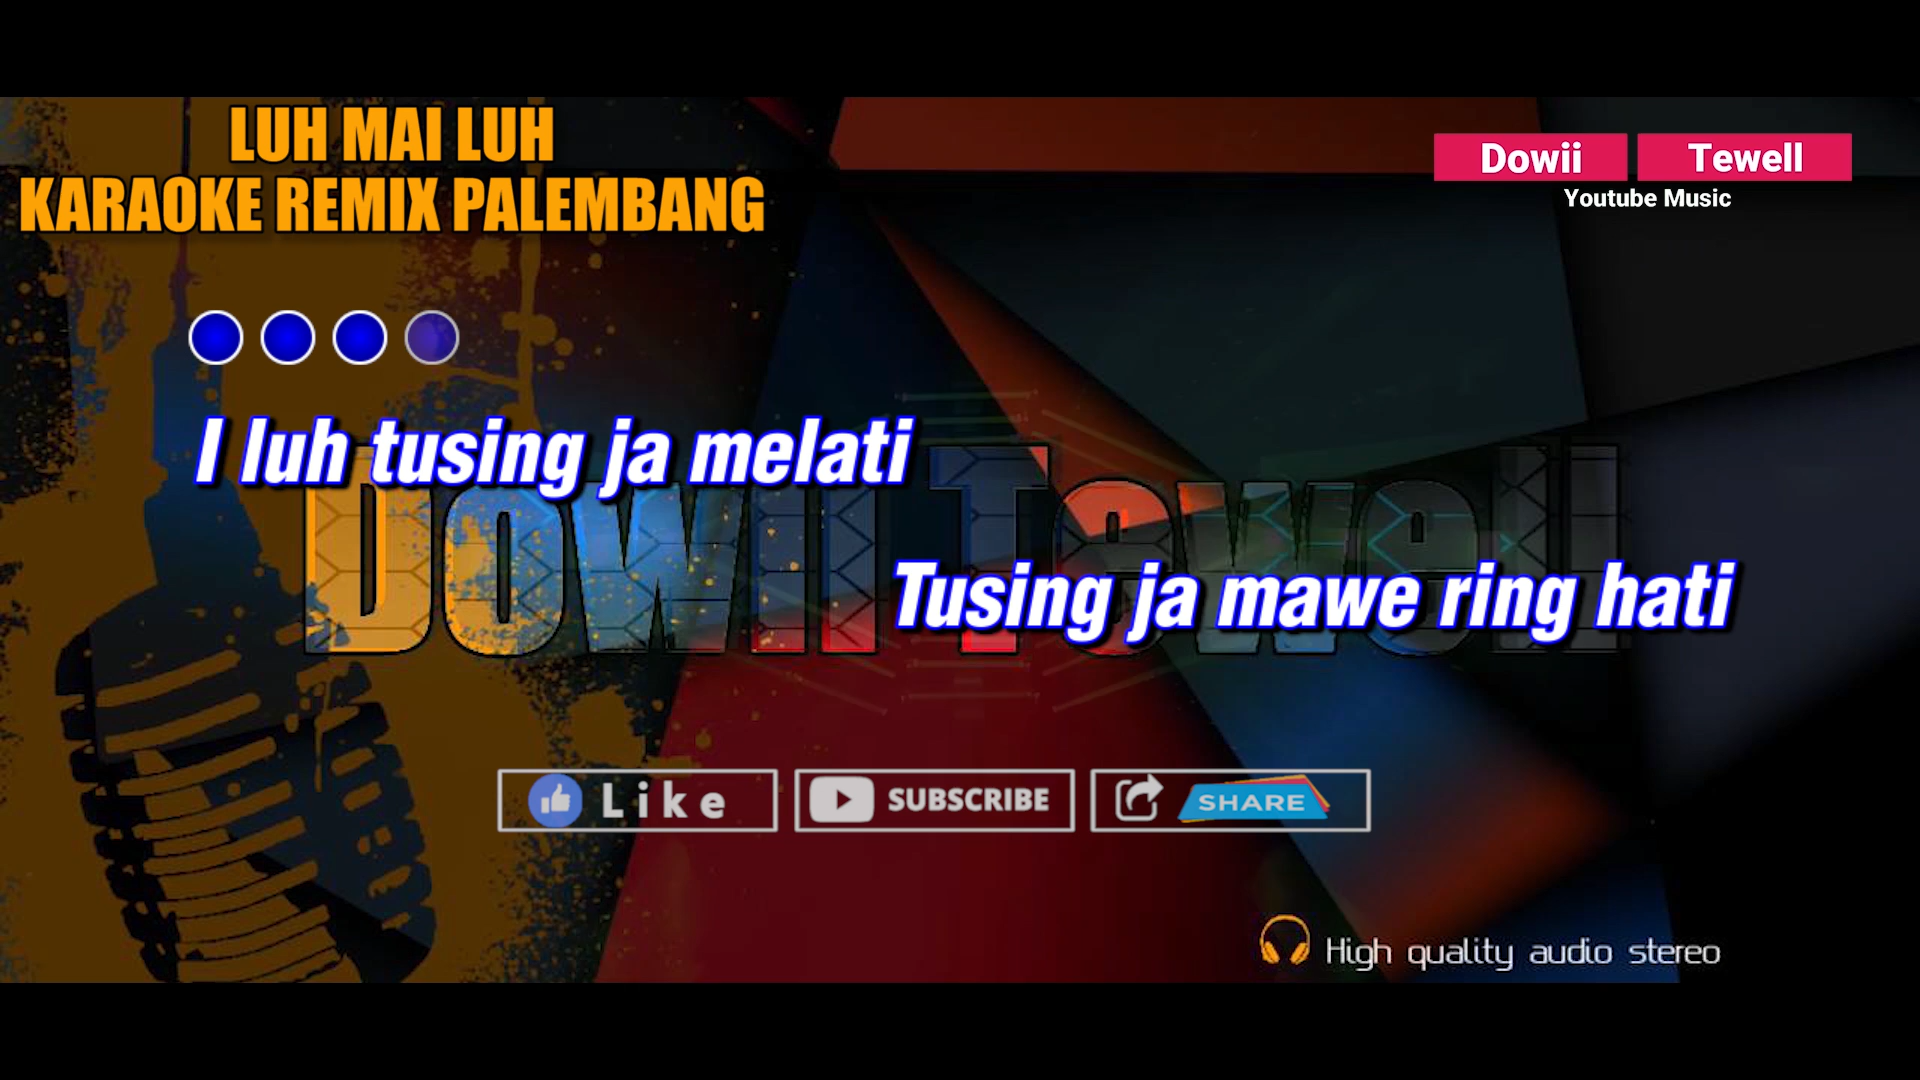 LUH MAI LUH
KARAOKE REMIX PALEMBANG
Dowii Tewell
Youtube Music
I luh tusing ja melati
Dowii Tewell
Tusing ja mawe ring hati
Like SUBSCRIBE SHARE
High quality audio stereo